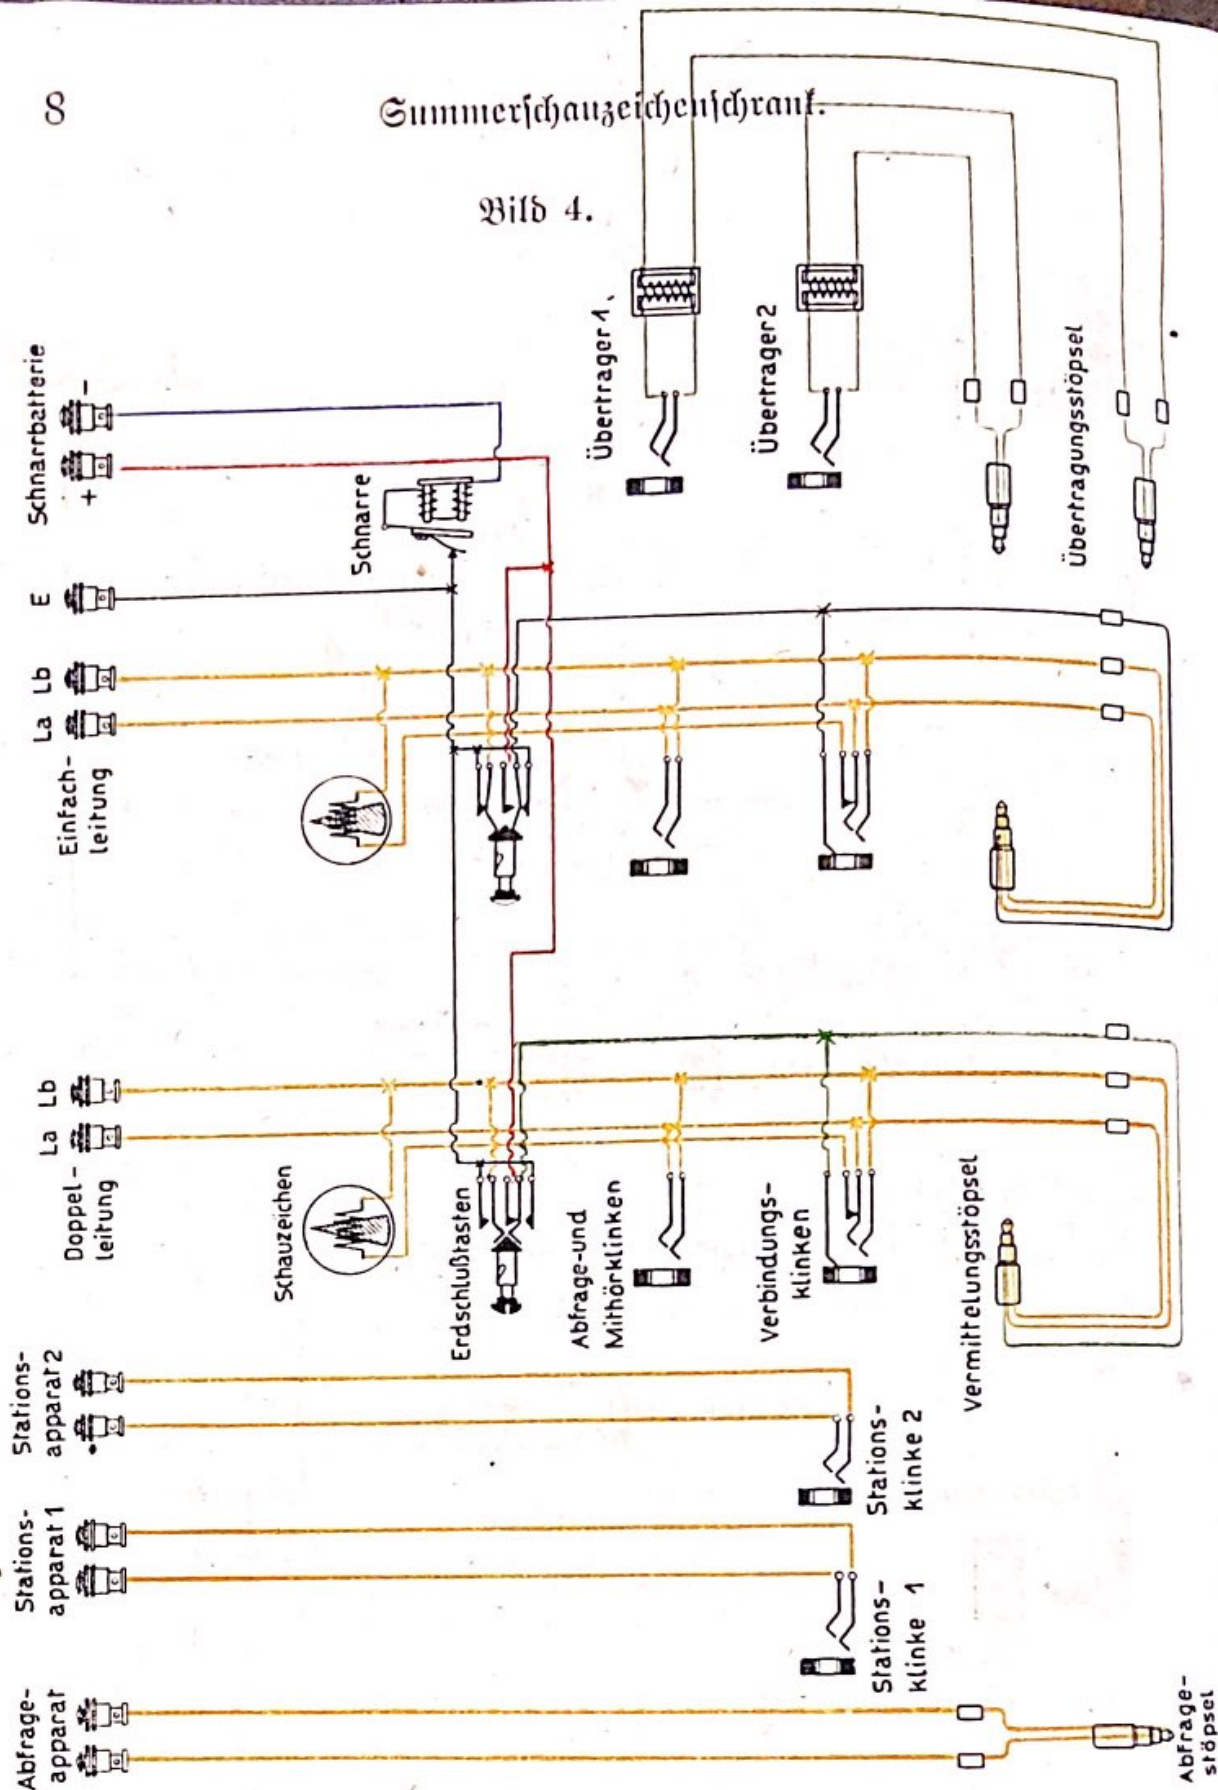 8
Summerschauzeichenschrank.
Bild 4.
Abfrage-
apparat
Stations-
apparat 1
Stations-
apparat 2
Doppel-
leitung
La
Lb
Einfach-
leitung
La
Lb
E
Schnarrbatterie
+
-
Schauzeichen
Schnarre
Erdschlußtasten
Abfrage-und
Mithörklinken
Verbindungs-
klinken
Übertrager 1
Übertrager 2
Stations-
klinke 1
Stations-
klinke 2
Vermittelungsstöpsel
Übertragungsstöpsel
Abfrage-
stöpsel